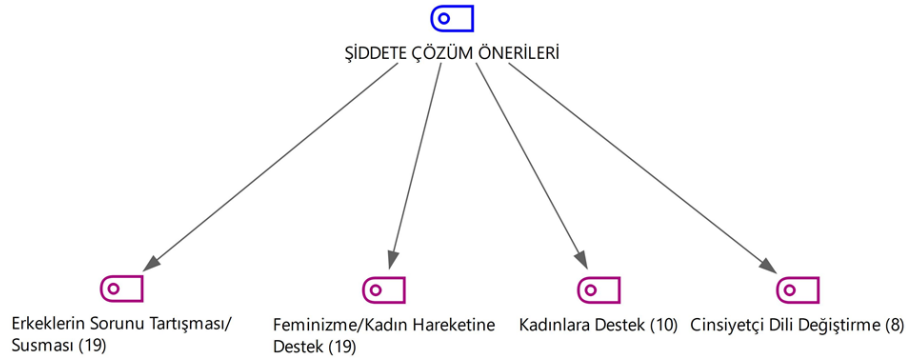 ŞİDDETE ÇÖZÜM ÖNERİLERİ
Erkeklerin Sorunu Tartışması/
Susması (19)
Feminizme/Kadın Hareketine
Destek (19)
Kadınlara Destek (10)
Cinsiyetçi Dili Değiştirme (8)